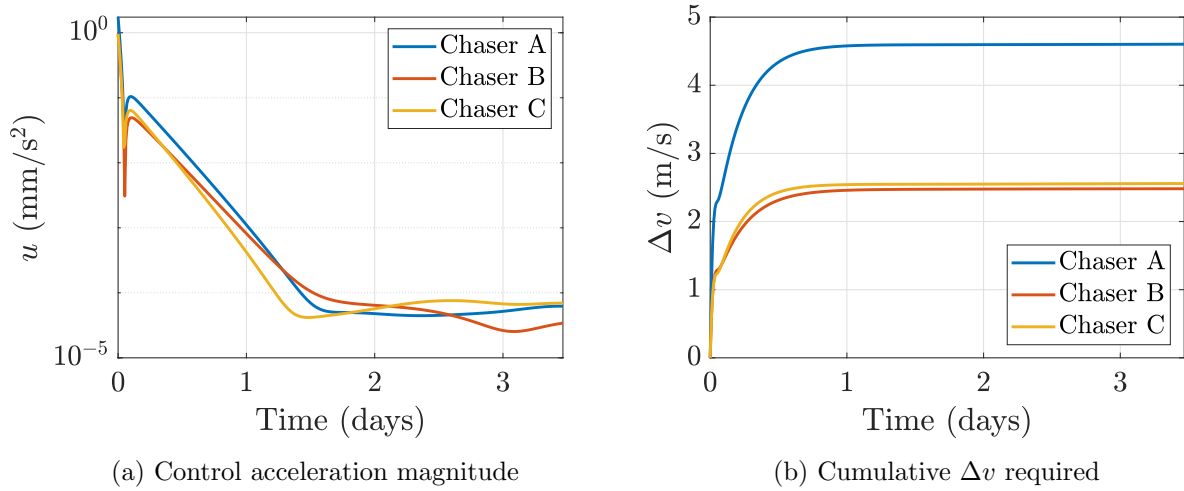 10^0
10^-5
u (mm/s^2)
Chaser A
Chaser B
Chaser C
0
1
2
3
Time (days)
(a) Control acceleration magnitude
5
4
3
2
1
0
Δv (m/s)
Chaser A
Chaser B
Chaser C
0
1
2
3
Time (days)
(b) Cumulative Δv required